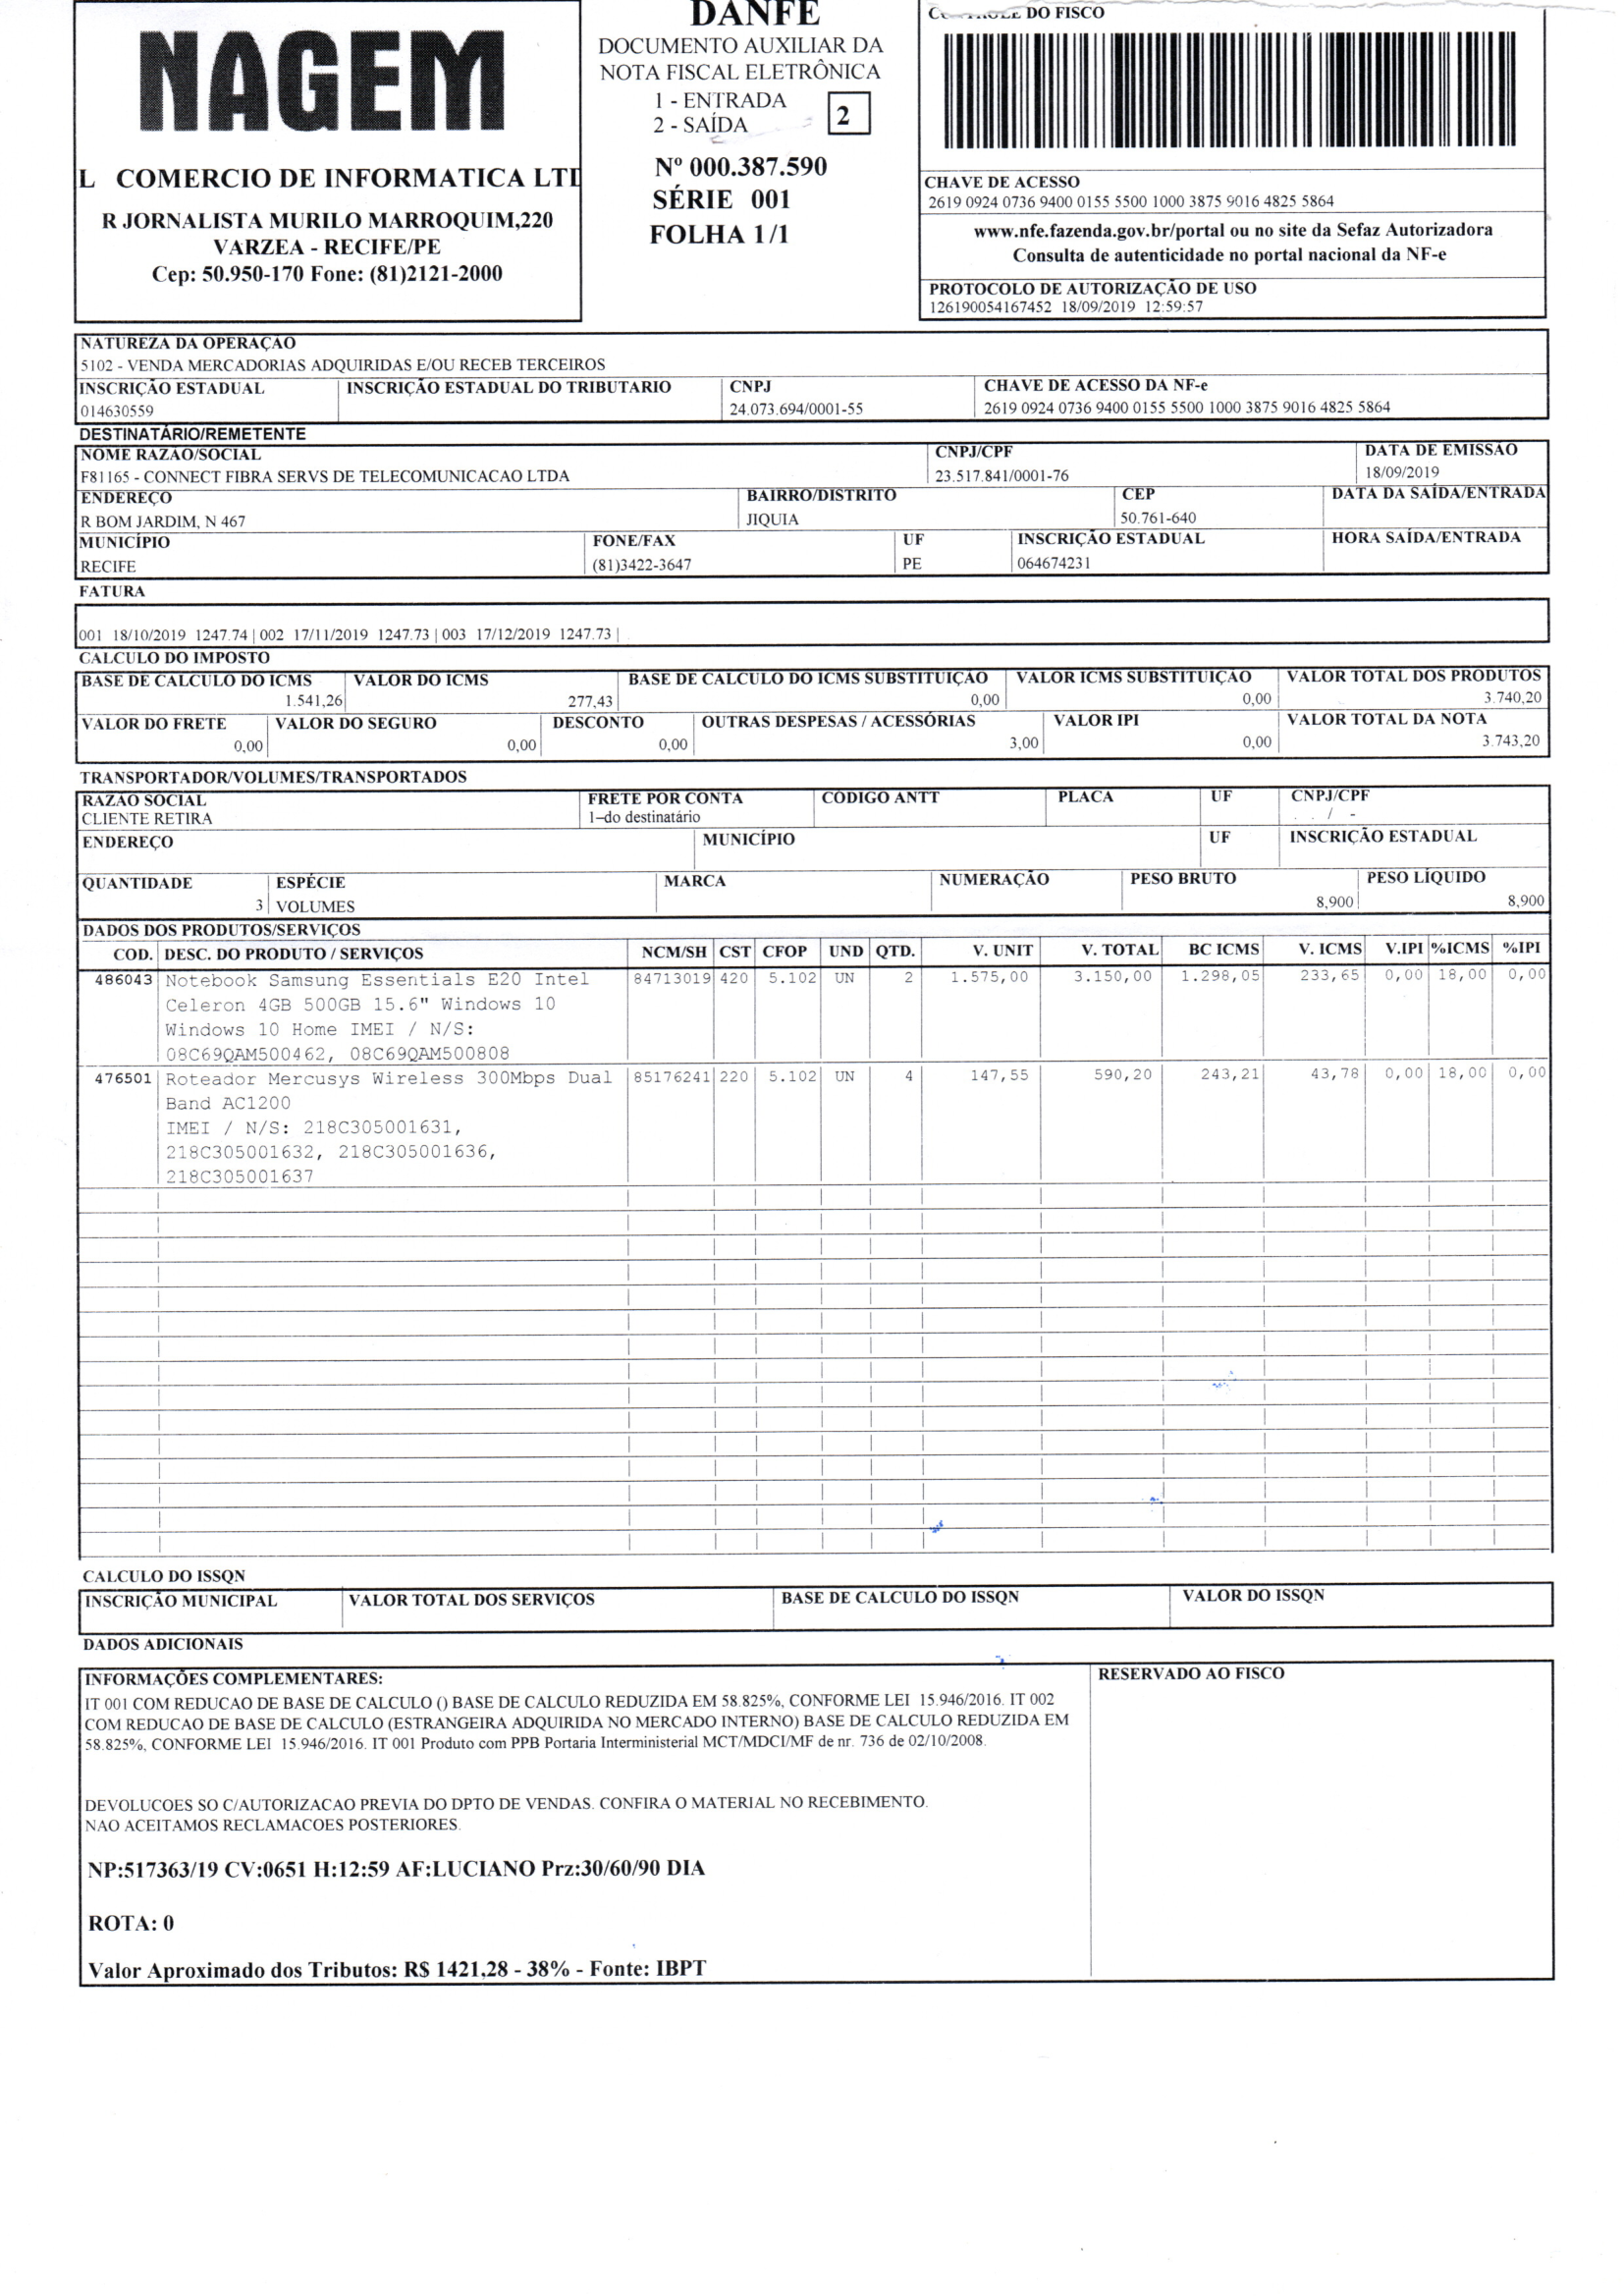 NAGEM
L COMERCIO DE INFORMATICA LTD
R JORNALISTA MURILO MARROQUIM,220
VARZEA - RECIFE/PE
Cep: 50.950-170 Fone: (81)2121-2000
DANFE
DOCUMENTO AUXILIAR DA
NOTA FISCAL ELETRÔNICA
1 - ENTRADA
2 - SAÍDA
2
Nº 000.387.590
SÉRIE 001
FOLHA 1/1
DO FISCO
CHAVE DE ACESSO
2619 0924 0736 9400 0155 5500 1000 3875 9016 4825 5864
www.nfe.fazenda.gov.br/portal ou no site da Sefaz Autorizadora
Consulta de autenticidade no portal nacional da NF-e
PROTOCOLO DE AUTORIZAÇÃO DE USO
126190054167452 18/09/2019 12:59:57
NATUREZA DA OPERAÇÃO
5102 - VENDA MERCADORIAS ADQUIRIDAS E/OU RECEB TERCEIROS
INSCRIÇÃO ESTADUAL INSCRIÇÃO ESTADUAL DO TRIBUTARIO CNPJ CHAVE DE ACESSO DA NF-e
014630559 24.073.694/0001-55 2619 0924 0736 9400 0155 5500 1000 3875 9016 4825 5864
DESTINATÁRIO/REMETENTE
NOME RAZÃO/SOCIAL CNPJ/CPF DATA DE EMISSÃO
F81165 - CONNECT FIBRA SERVS DE TELECOMUNICACAO LTDA 23.517.841/0001-76 18/09/2019
ENDEREÇO BAIRRO/DISTRITO CEP DATA DA SAÍDA/ENTRADA
R BOM JARDIM, N 467 JIQUIA 50.761-640
MUNICÍPIO FONE/FAX UF INSCRIÇÃO ESTADUAL HORA SAÍDA/ENTRADA
RECIFE (81)3422-3647 PE 064674231
FATURA
001 18/10/2019 1247.74 | 002 17/11/2019 1247.73 | 003 17/12/2019 1247.73 |
CALCULO DO IMPOSTO
BASE DE CALCULO DO ICMS VALOR DO ICMS BASE DE CALCULO DO ICMS SUBSTITUIÇÃO VALOR ICMS SUBSTITUIÇÃO VALOR TOTAL DOS PRODUTOS
1.541,26 277,43 0,00 0,00 3.740,20
VALOR DO FRETE VALOR DO SEGURO DESCONTO OUTRAS DESPESAS / ACESSÓRIAS VALOR IPI VALOR TOTAL DA NOTA
0,00 0,00 0,00 3,00 0,00 3.743,20
TRANSPORTADOR/VOLUMES/TRANSPORTADOS
RAZAO SOCIAL FRETE POR CONTA CODIGO ANTT PLACA UF CNPJ/CPF
CLIENTE RETIRA 1–do destinatário . . / -
ENDEREÇO MUNICÍPIO UF INSCRIÇÃO ESTADUAL
QUANTIDADE ESPÉCIE MARCA NUMERAÇÃO PESO BRUTO PESO LÍQUIDO
3 VOLUMES 8,900 8,900
DADOS DOS PRODUTOS/SERVIÇOS
COD. DESC. DO PRODUTO / SERVIÇOS NCM/SH CST CFOP UND QTD. V. UNIT V. TOTAL BC ICMS V. ICMS V.IPI %ICMS %IPI
486043 Notebook Samsung Essentials E20 Intel 84713019 420 5.102 UN 2 1.575,00 3.150,00 1.298,05 233,65 0,00 18,00 0,00
Celeron 4GB 500GB 15.6" Windows 10
Windows 10 Home IMEI / N/S:
08C69QAM500462, 08C69QAM500808
476501 Roteador Mercusys Wireless 300Mbps Dual 85176241 220 5.102 UN 4 147,55 590,20 243,21 43,78 0,00 18,00 0,00
Band AC1200
IMEI / N/S: 218C305001631,
218C305001632, 218C305001636,
218C305001637
CALCULO DO ISSQN
INSCRIÇÃO MUNICIPAL VALOR TOTAL DOS SERVIÇOS BASE DE CALCULO DO ISSQN VALOR DO ISSQN
DADOS ADICIONAIS
INFORMAÇÕES COMPLEMENTARES: RESERVADO AO FISCO
IT 001 COM REDUCAO DE BASE DE CALCULO () BASE DE CALCULO REDUZIDA EM 58.825%, CONFORME LEI 15.946/2016. IT 002
COM REDUCAO DE BASE DE CALCULO (ESTRANGEIRA ADQUIRIDA NO MERCADO INTERNO) BASE DE CALCULO REDUZIDA EM
58.825%, CONFORME LEI 15.946/2016. IT 001 Produto com PPB Portaria Interministerial MCT/MDCI/MF de nr. 736 de 02/10/2008.
DEVOLUCOES SO C/AUTORIZACAO PREVIA DO DPTO DE VENDAS. CONFIRA O MATERIAL NO RECEBIMENTO.
NAO ACEITAMOS RECLAMACOES POSTERIORES.
NP:517363/19 CV:0651 H:12:59 AF:LUCIANO Prz:30/60/90 DIA
ROTA: 0
Valor Aproximado dos Tributos: R$ 1421,28 - 38% - Fonte: IBPT